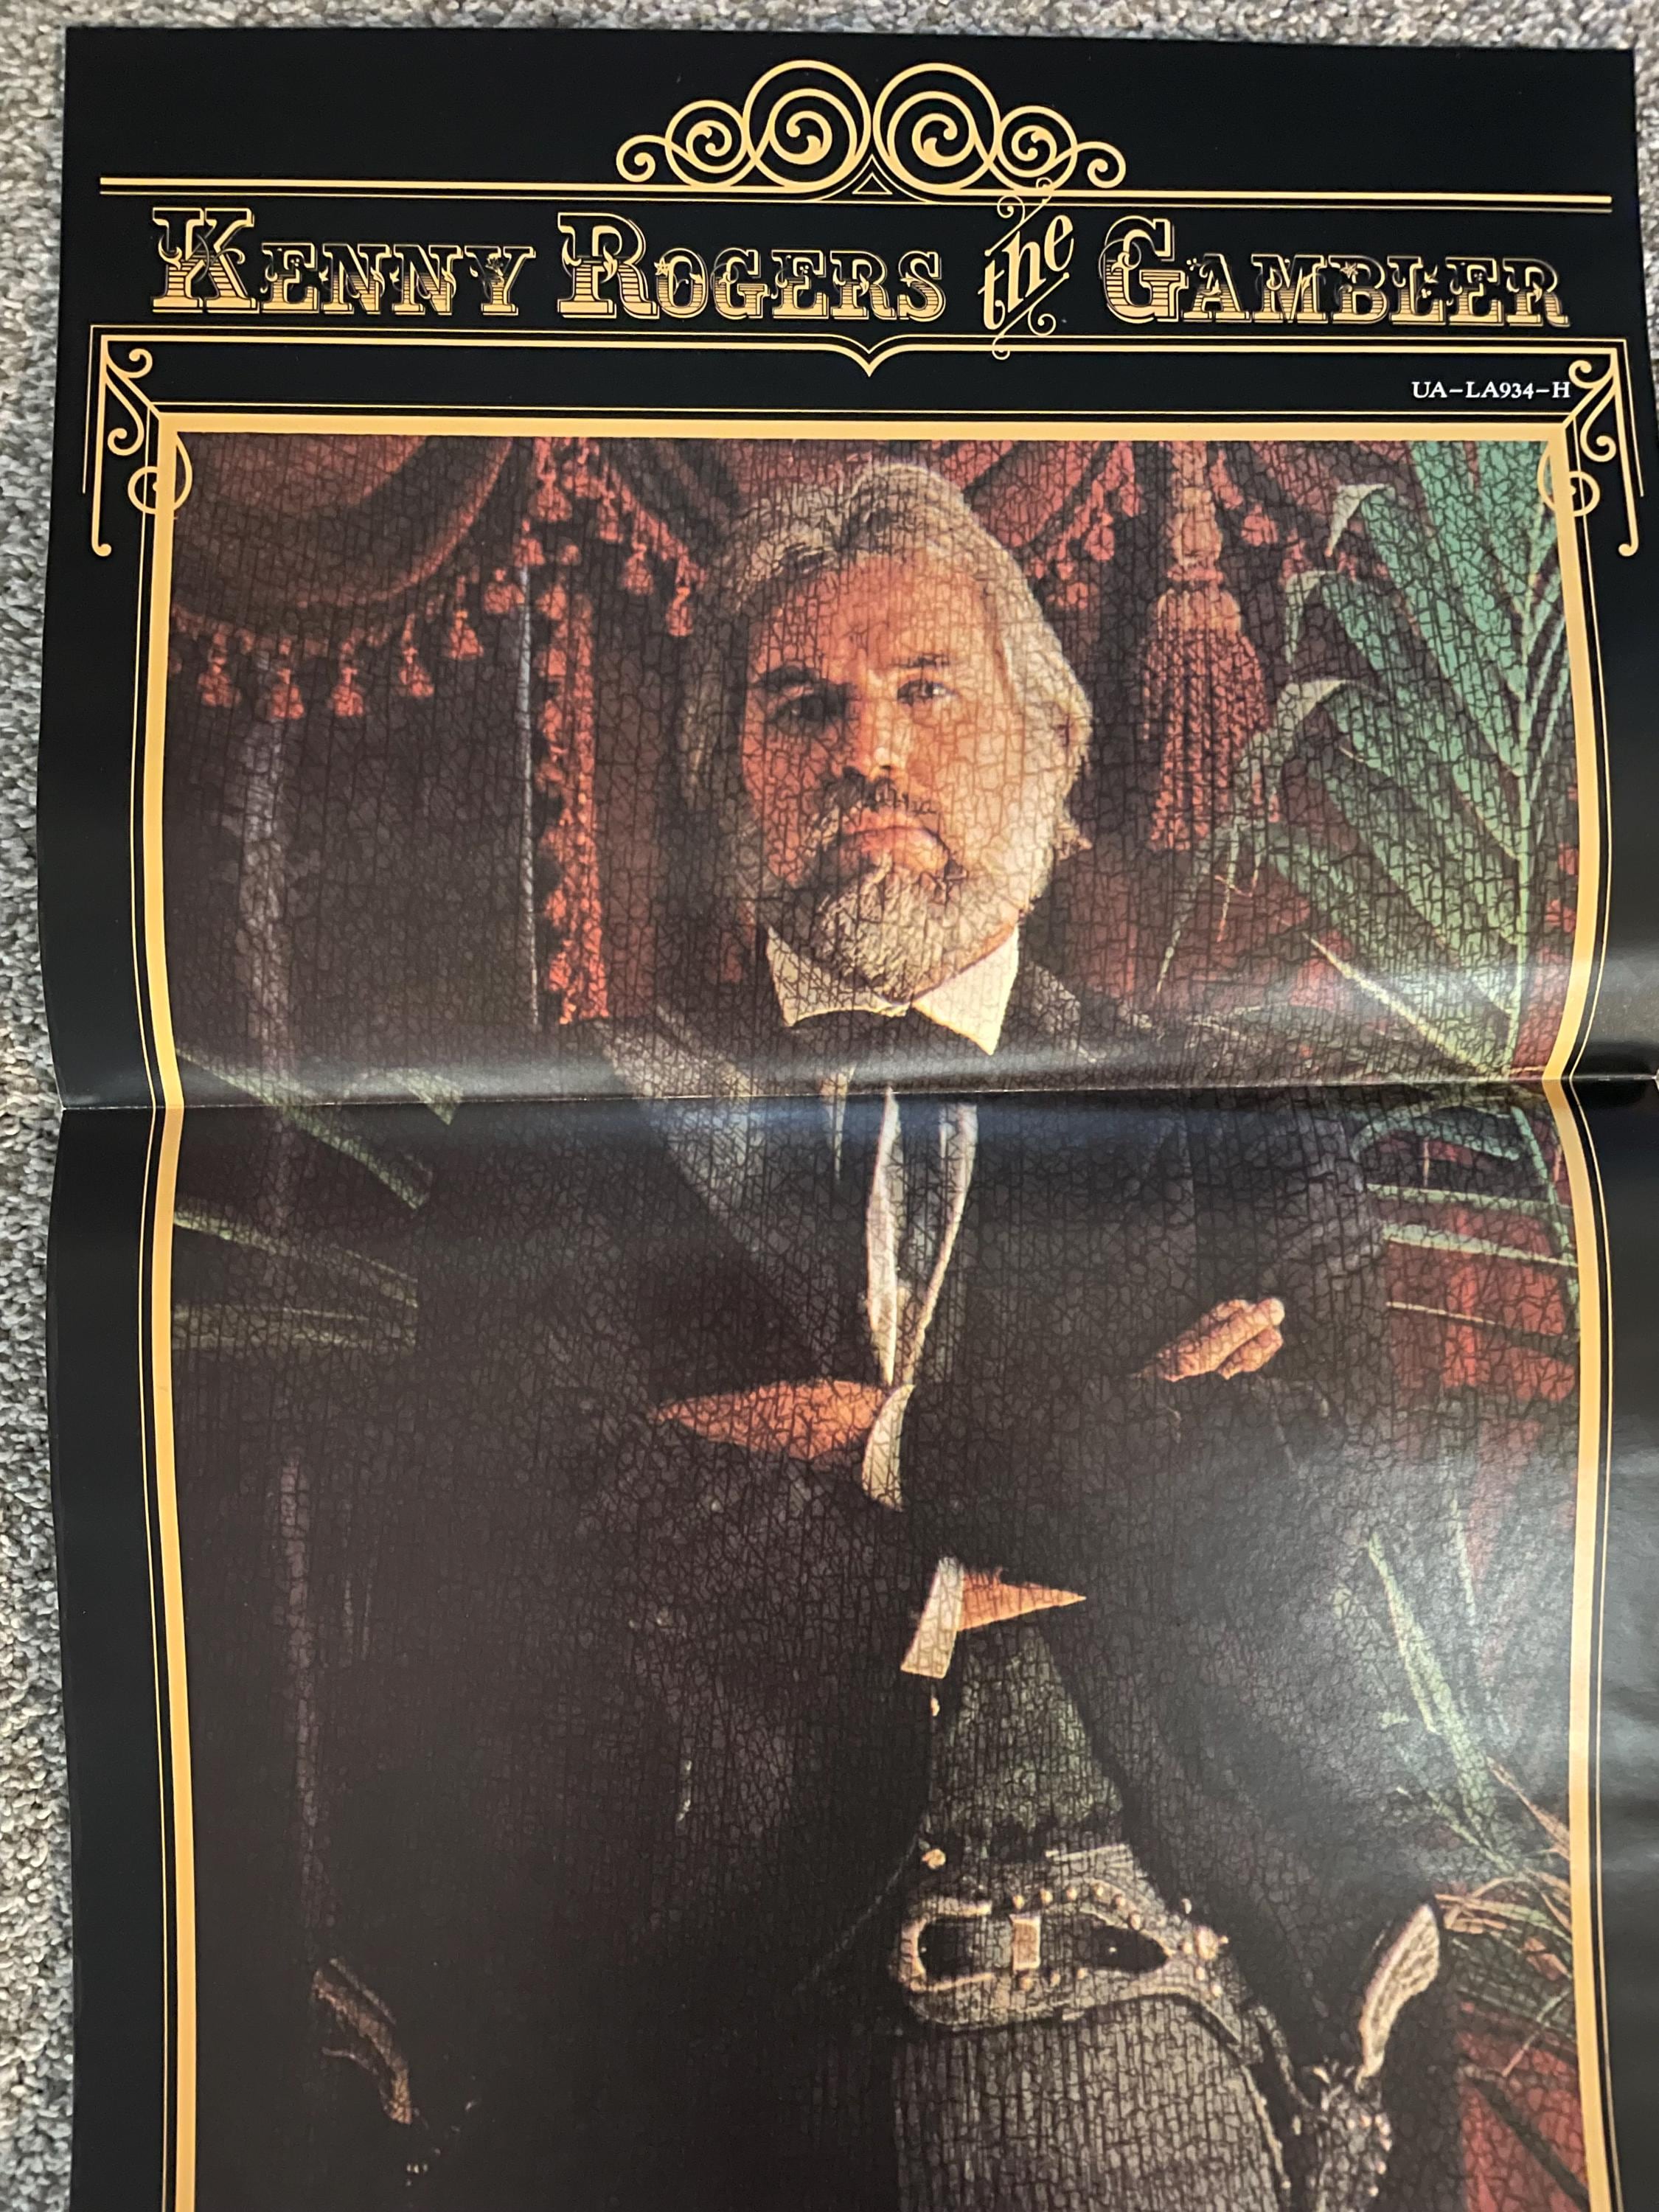 KENNY ROGERS the GAMBLER
UA-LA934-H